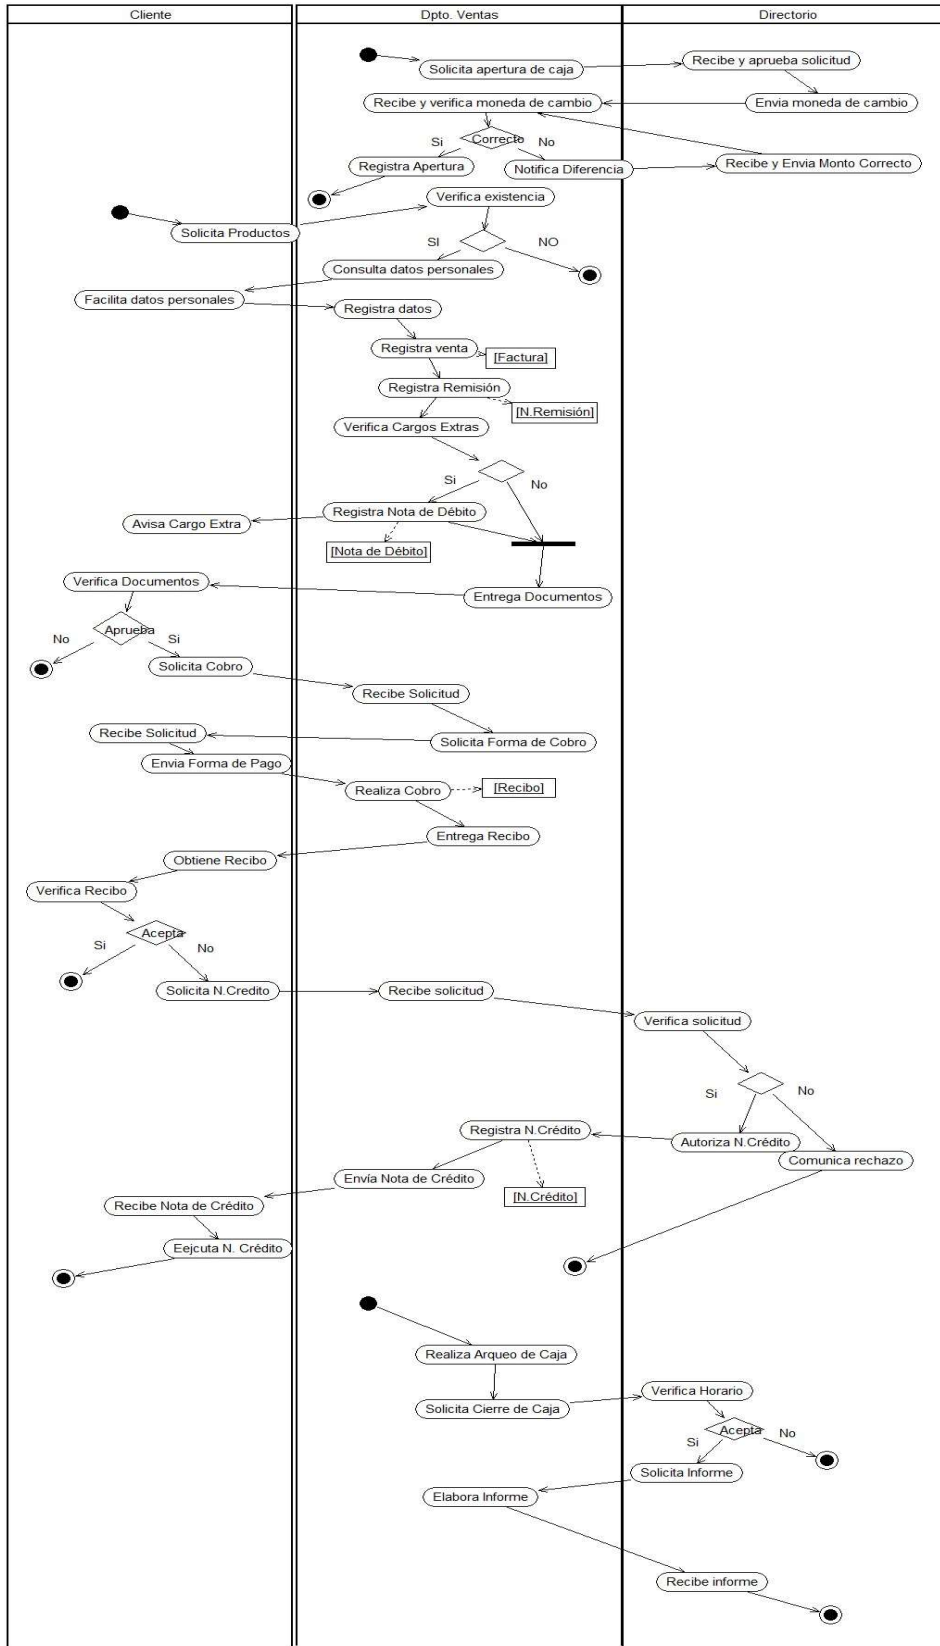 Cliente
Dpto. Ventas
Directorio
Solicita apertura de caja
Recibe y aprueba solicitud
Recibe y verifica moneda de cambio
Envia moneda de cambio
Si
Correcto
No
Registra Apertura
Notifica Diferencia
Recibe y Envia Monto Correcto
Verifica existencia
Solicita Productos
SI
NO
Consulta datos personales
Facilita datos personales
Registra datos
Registra venta
[Factura]
Registra Remisión
[N.Remisión]
Verifica Cargos Extras
Si
No
Registra Nota de Débito
Avisa Cargo Extra
[Nota de Débito]
Verifica Documentos
Entrega Documentos
No
Aprueba
Si
Solicita Cobro
Recibe Solicitud
Recibe Solicitud
Solicita Forma de Cobro
Envía Forma de Pago
Realiza Cobro
[Recibo]
Entrega Recibo
Obtiene Recibo
Verifica Recibo
Si
Acepta
No
Solicita N.Credito
Recibe solicitud
Verifica solicitud
Si
No
Registra N.Crédito
Autoriza N.Crédito
Comunica rechazo
Envía Nota de Crédito
[N.Crédito]
Recibe Nota de Crédito
Eejcuta N. Crédito
Realiza Arqueo de Caja
Solicita Cierre de Caja
Verifica Horario
Si
Acepta
No
Solicita Informe
Elabora Informe
Recibe informe